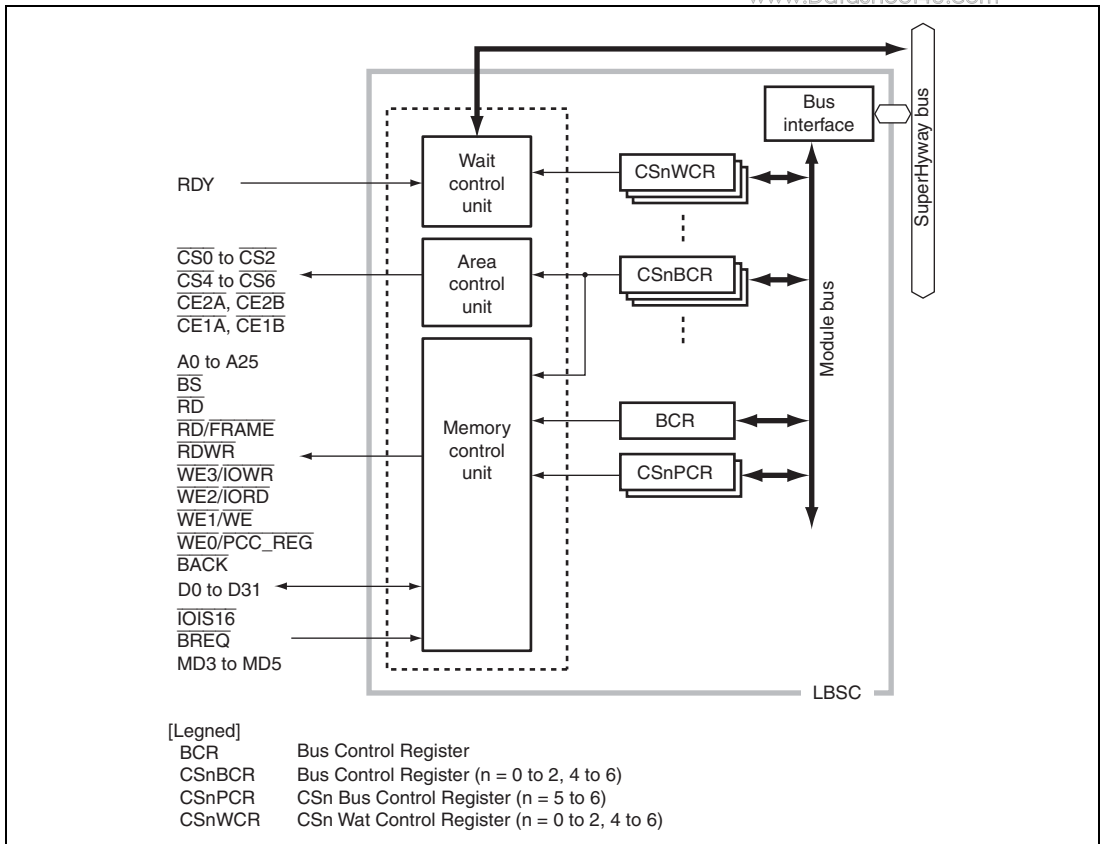 Bus
interface
SuperHyway bus
Wait
control
unit
CSnWCR
RDY
CS0 to CS2
CS4 to CS6
CE2A, CE2B
CE1A, CE1B
Area
control
unit
CSnBCR
Module bus
A0 to A25
BS
RD
RD/FRAME
RDWR
WE3/IOWR
WE2/IORD
WE1/WE
WE0/PCC_REG
BACK
D0 to D31
IOIS16
BREQ
MD3 to MD5
Memory
control
unit
BCR
CSnPCR
LBSC
[Legned]
BCR Bus Control Register
CSnBCR Bus Control Register (n = 0 to 2, 4 to 6)
CSnPCR CSn Bus Control Register (n = 5 to 6)
CSnWCR CSn Wat Control Register (n = 0 to 2, 4 to 6)